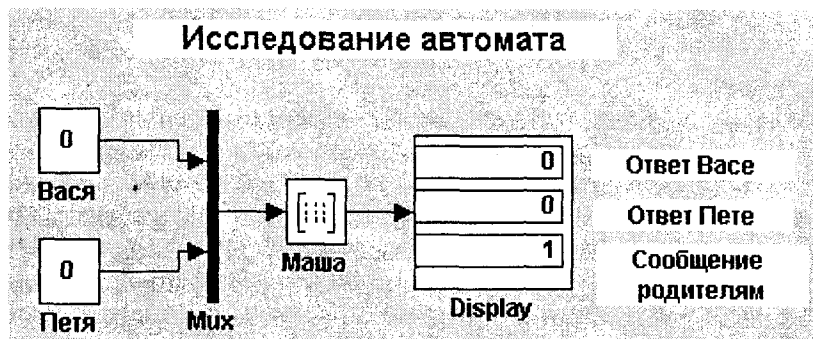 Исследование автомата
0
Вася
0
Петя
Mux
Маша
0
0
1
Display
Ответ Васе
Ответ Пете
Сообщение
родителям